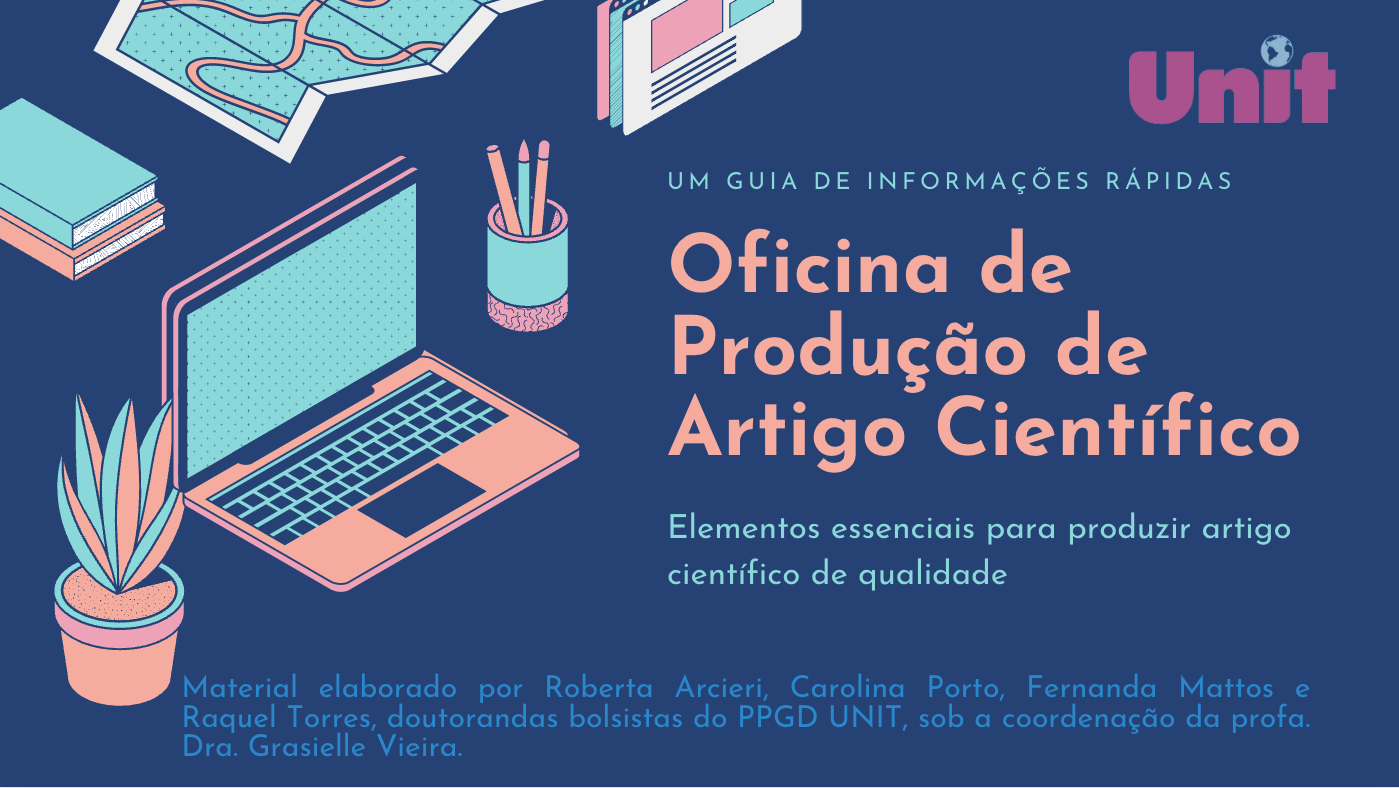 Unit
UM GUIA DE INFORMAÇÕES RÁPIDAS
Oficina de
Produção de
Artigo Científico
Elementos essenciais para produzir artigo
científico de qualidade
Material elaborado por Roberta Arcieri, Carolina Porto, Fernanda Mattos e
Raquel Torres, doutorandas bolsistas do PPGD UNIT, sob a coordenação da profa.
Dra. Grasielle Vieira.